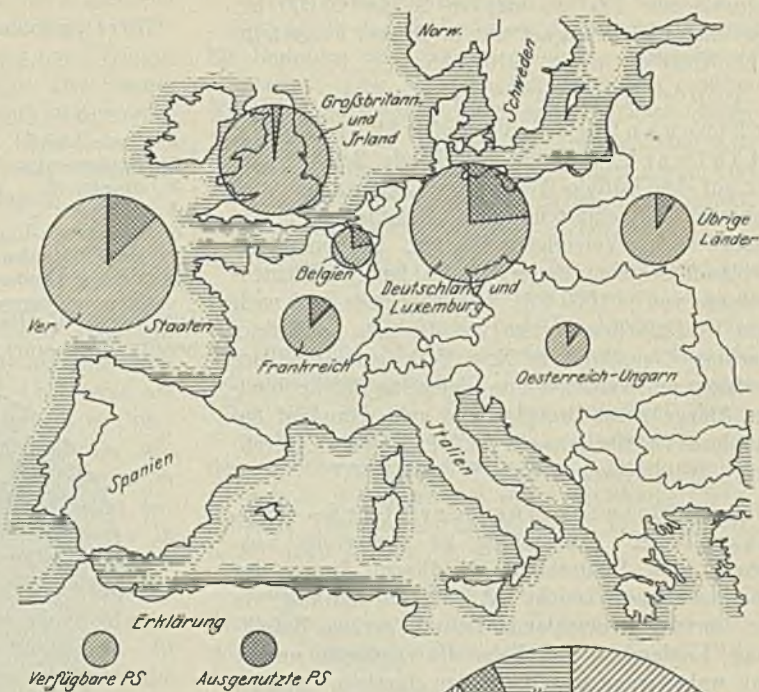 Norw.
Schweden
Großbritann.
und
Irland
Übrige
Länder
Belgien
Deutschland und
Luxemburg
Ver. Staaten
Frankreich
Oesterreich-Ungarn
Italien
Spanien
Erklärung
Verfügbare PS
Ausgenutzte PS